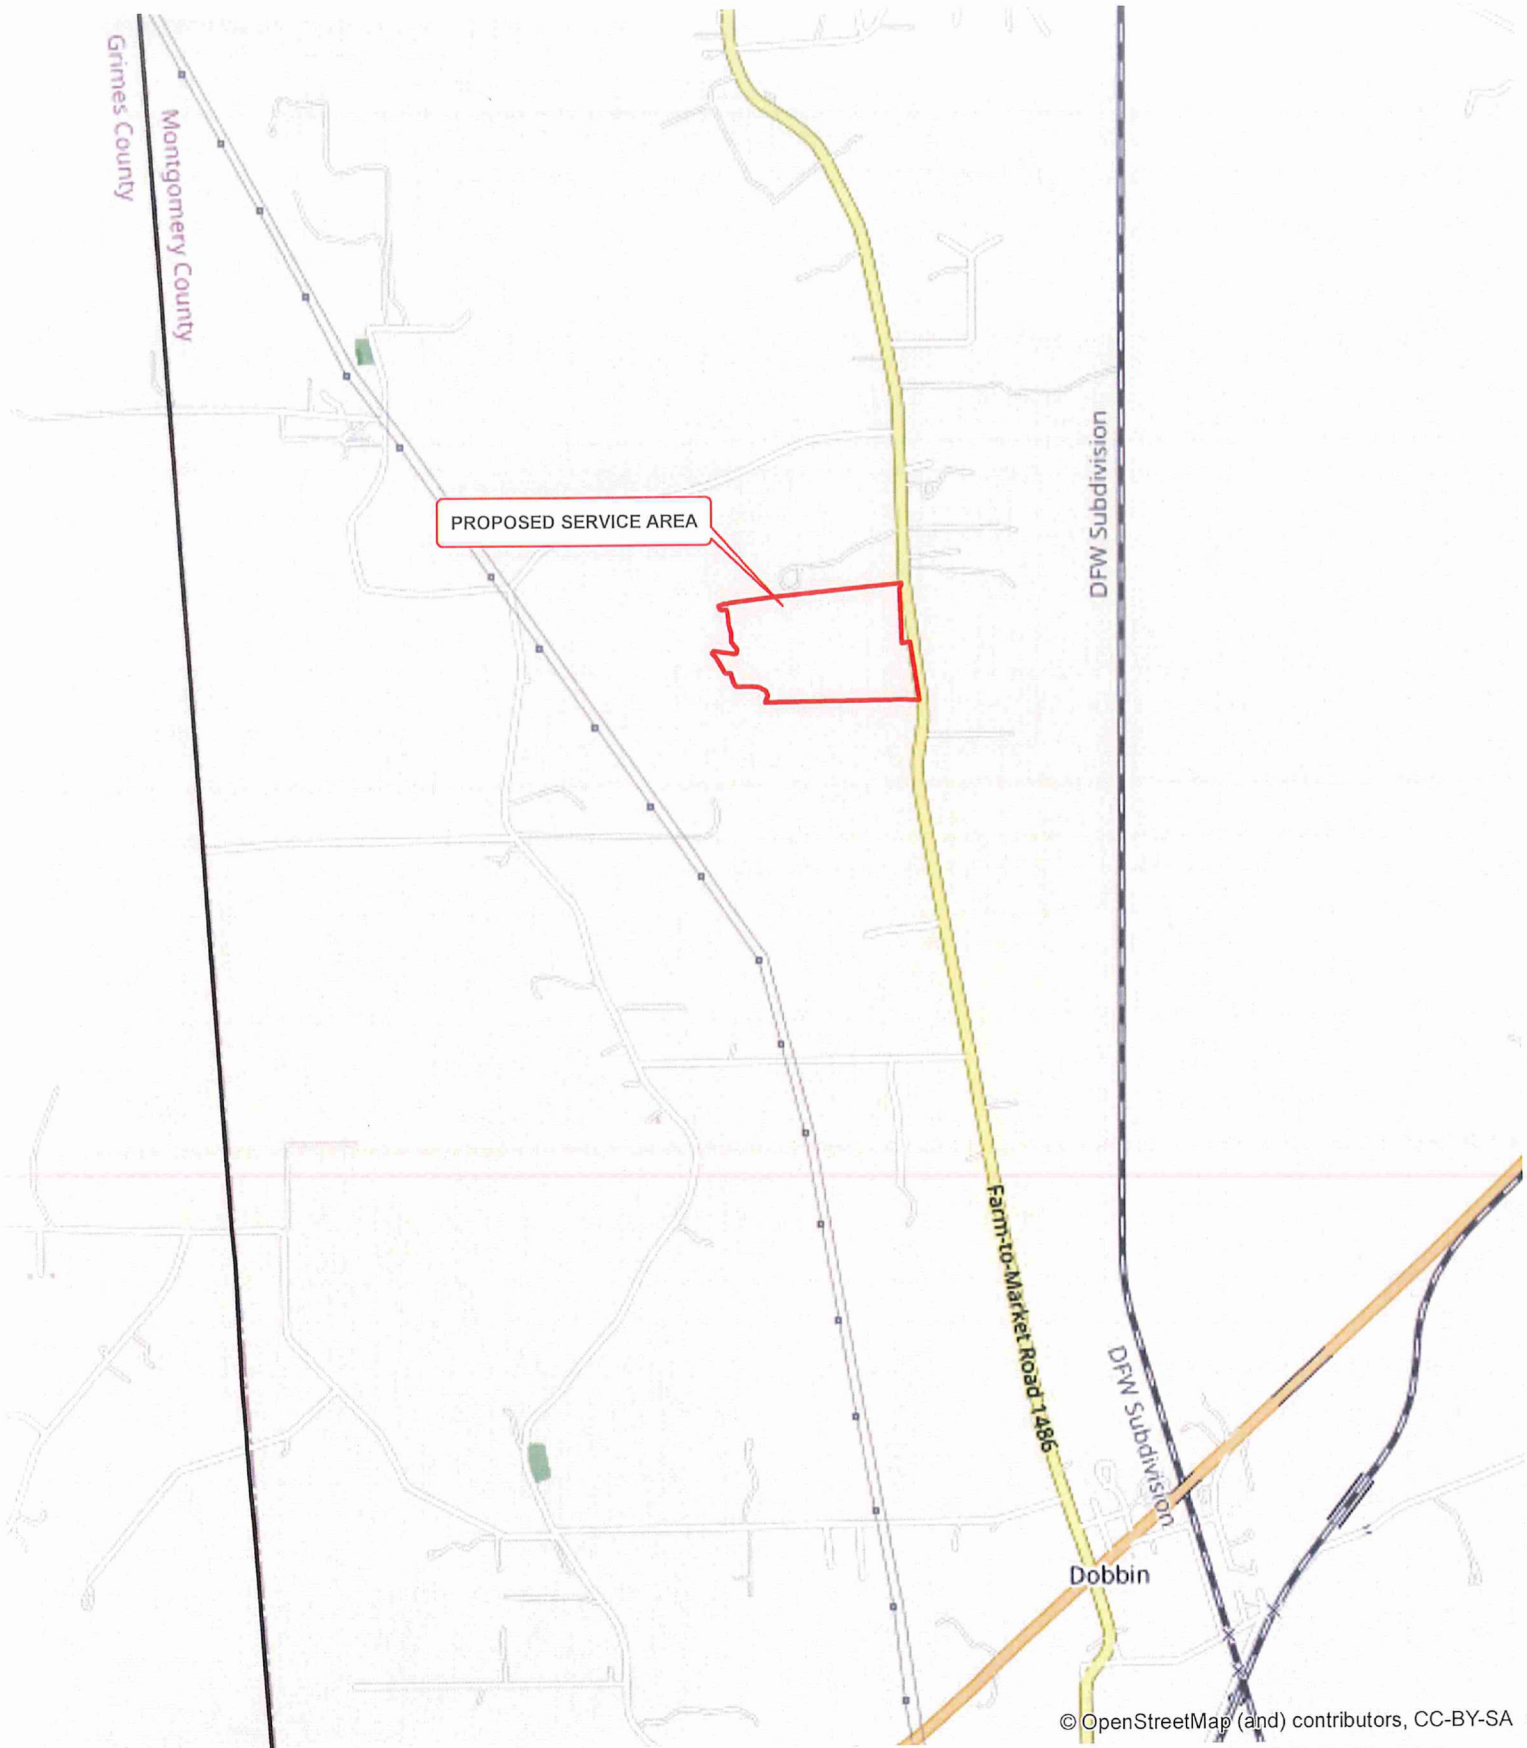 Grimes County
Montgomery County
DFW Subdivision
PROPOSED SERVICE AREA
Farm-to-Market Road 1486
DFW Subdivision
Dobbin
© OpenStreetMap (and) contributors, CC-BY-SA